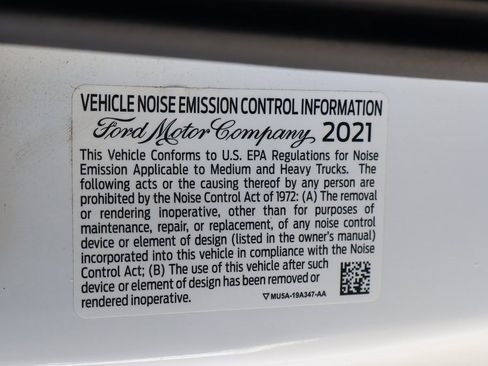 VEHICLE NOISE EMISSION CONTROL INFORMATION
Ford Motor Company 2021
This Vehicle Conforms to U.S. EPA Regulations for Noise
Emission Applicable to Medium and Heavy Trucks. The
following acts or the causing thereof by any person are
prohibited by the Noise Control Act of 1972: (A) The removal
or rendering inoperative, other than for purposes of
maintenance, repair, or replacement, of any noise control
device or element of design (listed in the owner's manual)
incorporated into this vehicle in compliance with the Noise
Control Act; (B) The use of this vehicle after such
device or element of design has been removed or
rendered inoperative.
MU5A-19A347-AA